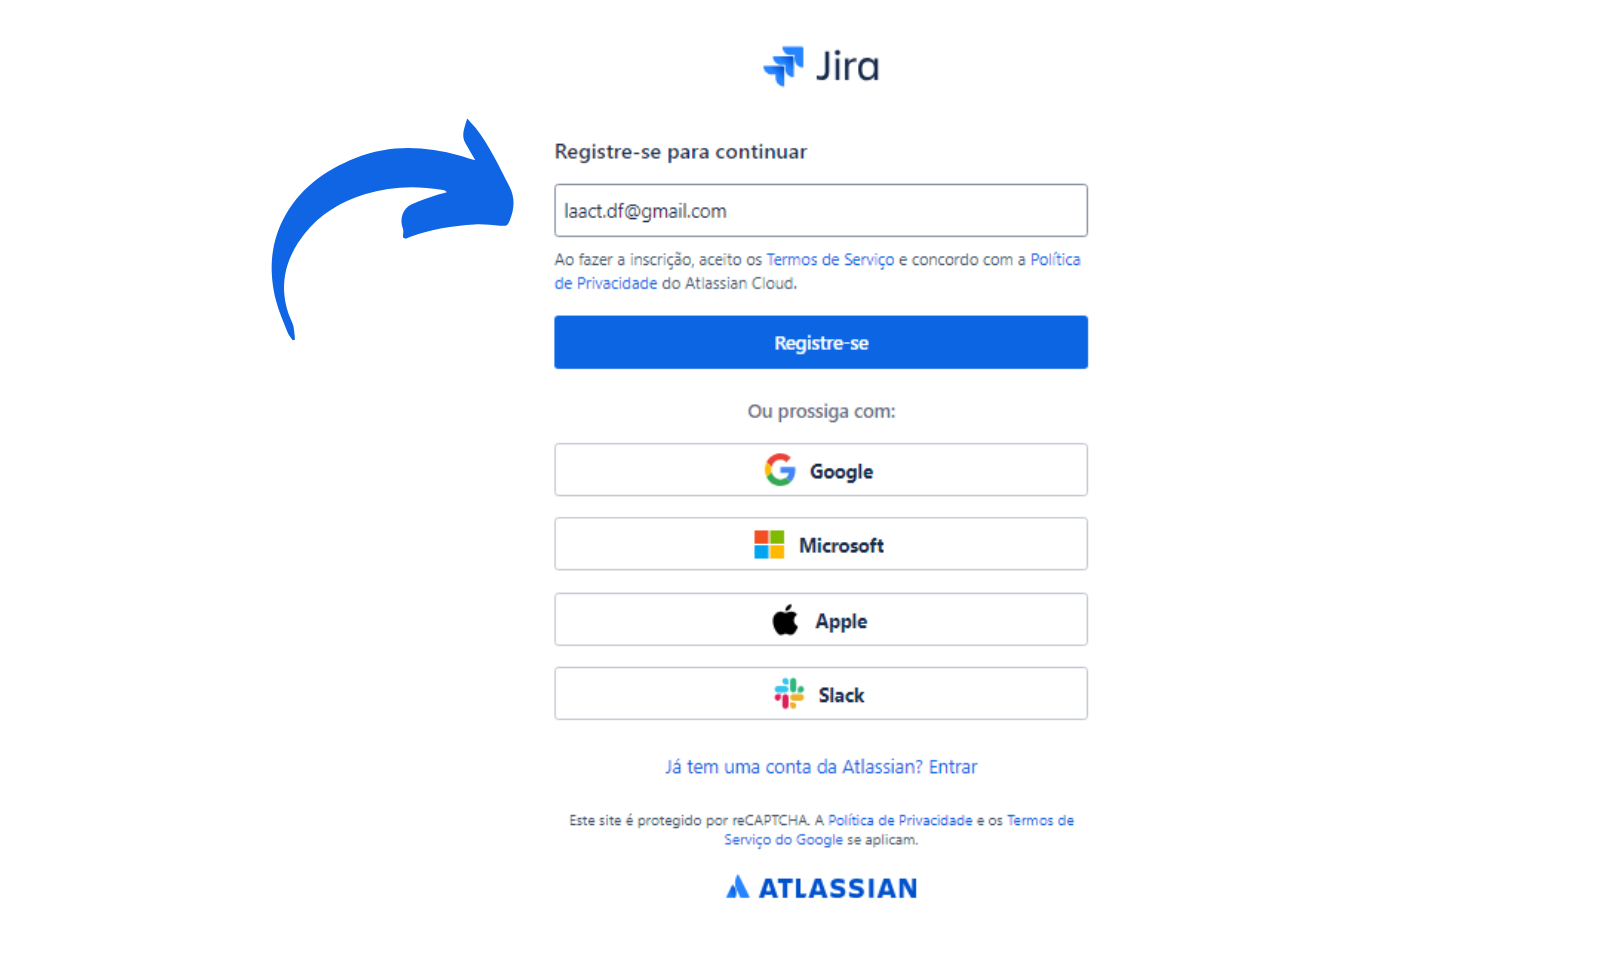 Jira
Registre-se para continuar
laact.df@gmail.com
Ao fazer a inscrição, aceito os Termos de Serviço e concordo com a Política
de Privacidade do Atlassian Cloud.
Registre-se
Ou prossiga com:
Google
Microsoft
Apple
Slack
Já tem uma conta da Atlassian? Entrar
Este site é protegido por reCAPTCHA. A Política de Privacidade e os Termos de
Serviço do Google se aplicam.
ATLASSIAN